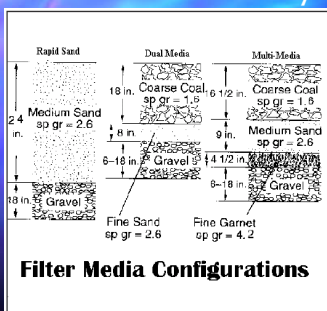 Rapid Sand
Dual Media
Multi-Media
24 in.
Medium Sand
sp gr = 2.6
18 in.
Gravel
18 in.
Coarse Coal
sp gr = 1.6
8 in.
6-18 in.
Gravel
Fine Sand
sp gr = 2.6
16 1/2 in.
Coarse Coal
sp gr = 1.6
9 in.
Medium Sand
sp gr = 2.6
4 1/2 in.
6-18 in.
Gravel
Fine Garnet
sp gr = 4.2
Filter Media Configurations